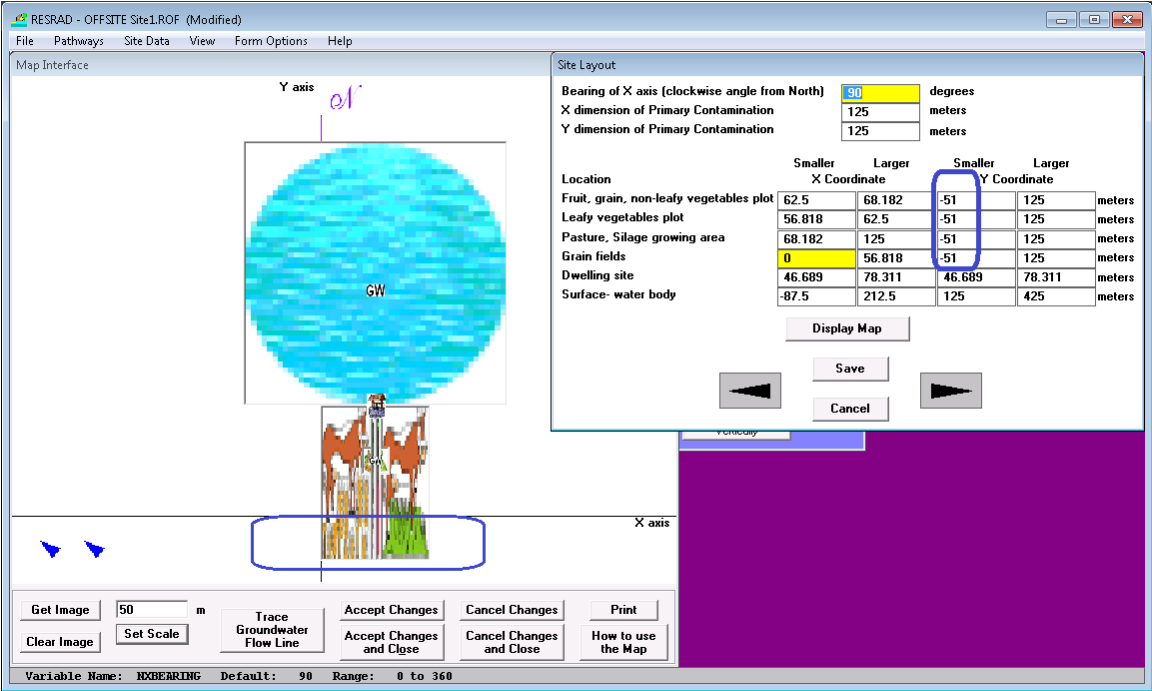 RESRAD - OFFSITE Site1.ROF (Modified)
File Pathways Site Data View Form Options Help
Map Interface
Y axis
N
GW
GW
X axis
Get Image 50 m
Clear Image Set Scale
Trace
Groundwater
Flow Line
Accept Changes
Accept Changes
and Close
Cancel Changes
Cancel Changes
and Close
Print
How to use
the Map
Site Layout
Bearing of X axis (clockwise angle from North) 90 degrees
X dimension of Primary Contamination 125 meters
Y dimension of Primary Contamination 125 meters
Smaller Larger Smaller Larger
Location X Coordinate Y Coordinate
Fruit, grain, non-leafy vegetables plot 62.5 68.182 -51 125 meters
Leafy vegetables plot 56.818 62.5 -51 125 meters
Pasture, Silage growing area 68.182 125 -51 125 meters
Grain fields 0 56.818 -51 125 meters
Dwelling site 46.689 78.311 46.689 78.311 meters
Surface- water body -87.5 212.5 125 425 meters
Display Map
Save
Cancel
Vertically
Variable Name: NXBEARING Default: 90 Range: 0 to 360